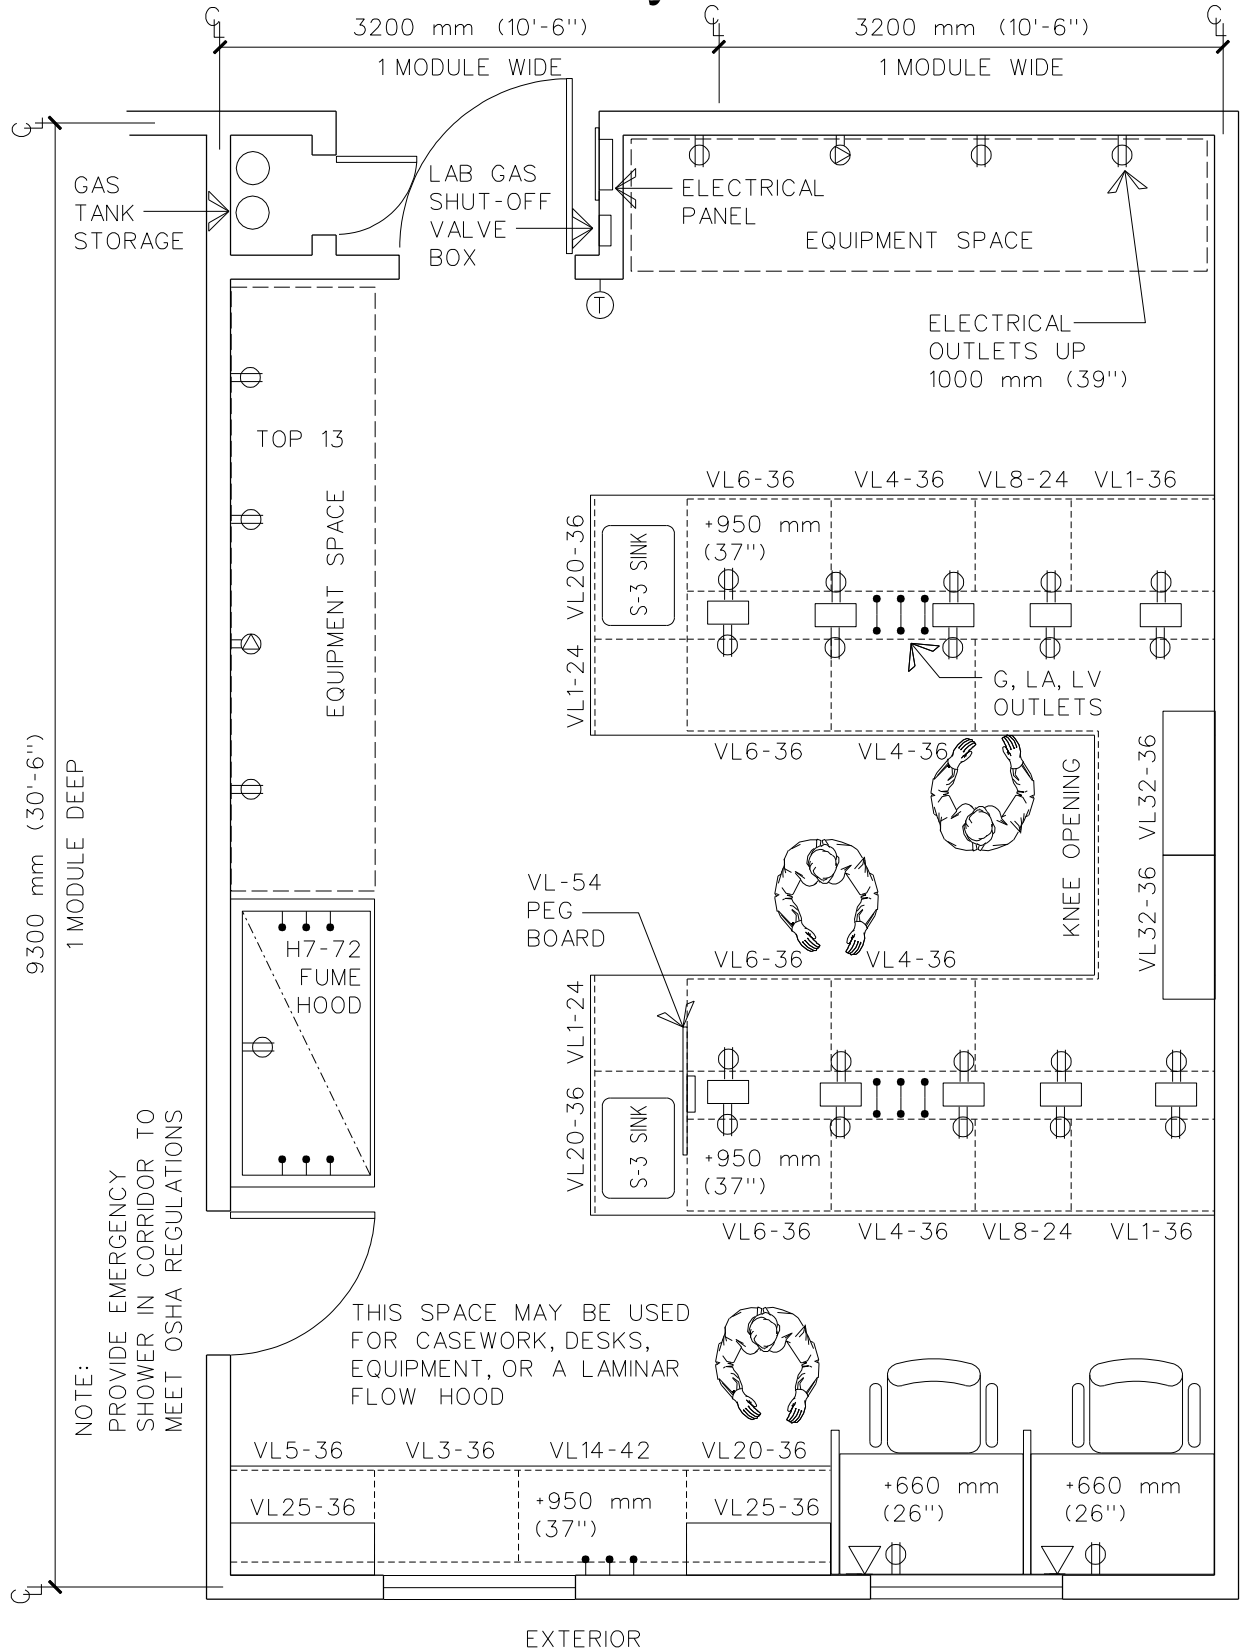 3200 mm (10'-6")
3200 mm (10'-6")
1 MODULE WIDE
1 MODULE WIDE
GAS
TANK
STORAGE
LAB GAS
SHUT-OFF
VALVE
BOX
ELECTRICAL
PANEL
EQUIPMENT SPACE
T
ELECTRICAL
OUTLETS UP
1000 mm (39")
TOP 13
EQUIPMENT SPACE
VL6-36
VL4-36
VL8-24
VL1-36
VL20-36
S-3 SINK
+950 mm
(37")
VL1-24
G, LA, LV
OUTLETS
VL6-36
VL4-36
KNEE OPENING
VL32-36
VL32-36
9300 mm (30'-6")
1 MODULE DEEP
VL-54
PEG
BOARD
H7-72
FUME
HOOD
VL6-36
VL4-36
VL1-24
VL20-36
S-3 SINK
+950 mm
(37")
VL6-36
VL4-36
VL8-24
VL1-36
NOTE:
PROVIDE EMERGENCY
SHOWER IN CORRIDOR TO
MEET OSHA REGULATIONS
THIS SPACE MAY BE USED
FOR CASEWORK, DESKS,
EQUIPMENT, OR A LAMINAR
FLOW HOOD
VL5-36
VL3-36
VL14-42
VL20-36
VL25-36
+950 mm
(37")
VL25-36
+660 mm
(26")
+660 mm
(26")
EXTERIOR